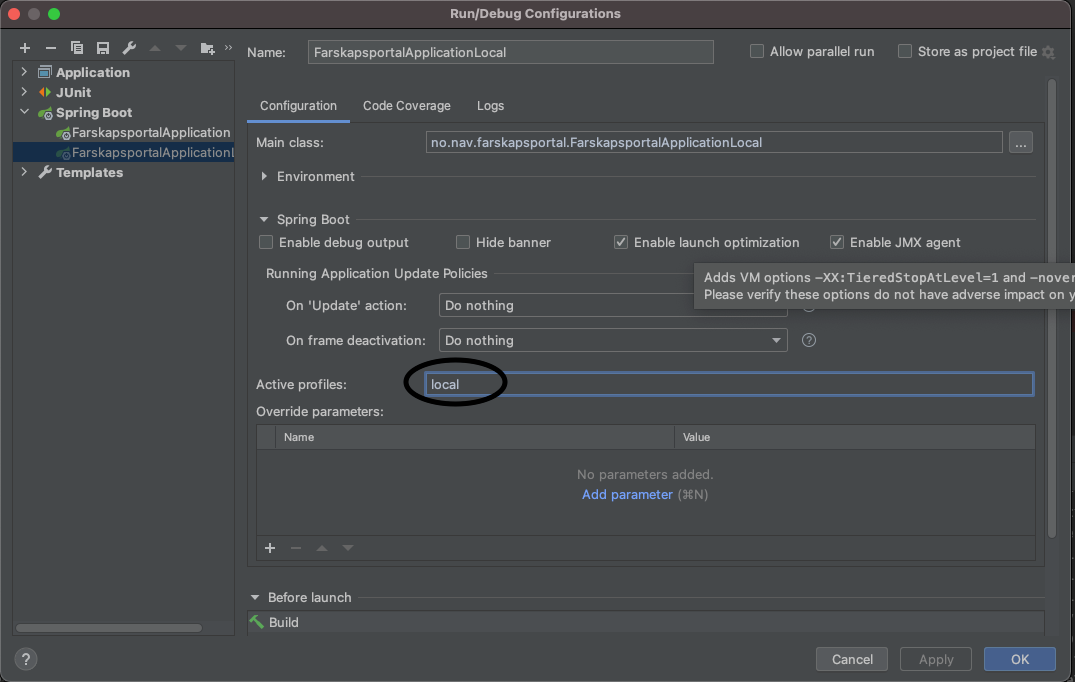 Run/Debug Configurations
Name: FarskapsportalApplicationLocal
Allow parallel run
Store as project file
Application
JUnit
Spring Boot
FarskapsportalApplication
FarskapsportalApplicationL
Templates
Configuration Code Coverage Logs
Main class: no.nav.farskapsportal.FarskapsportalApplicationLocal ...
Environment
Spring Boot
Enable debug output Hide banner Enable launch optimization Enable JMX agent
Running Application Update Policies
Adds VM options -XX:TieredStopAtLevel=1 and -nover
Please verify these options do not have adverse impact on y
On 'Update' action: Do nothing
On frame deactivation: Do nothing ?
Active profiles: local
Override parameters:
Name Value
No parameters added.
Add parameter (⌘N)
Before launch
Build
? Cancel Apply OK